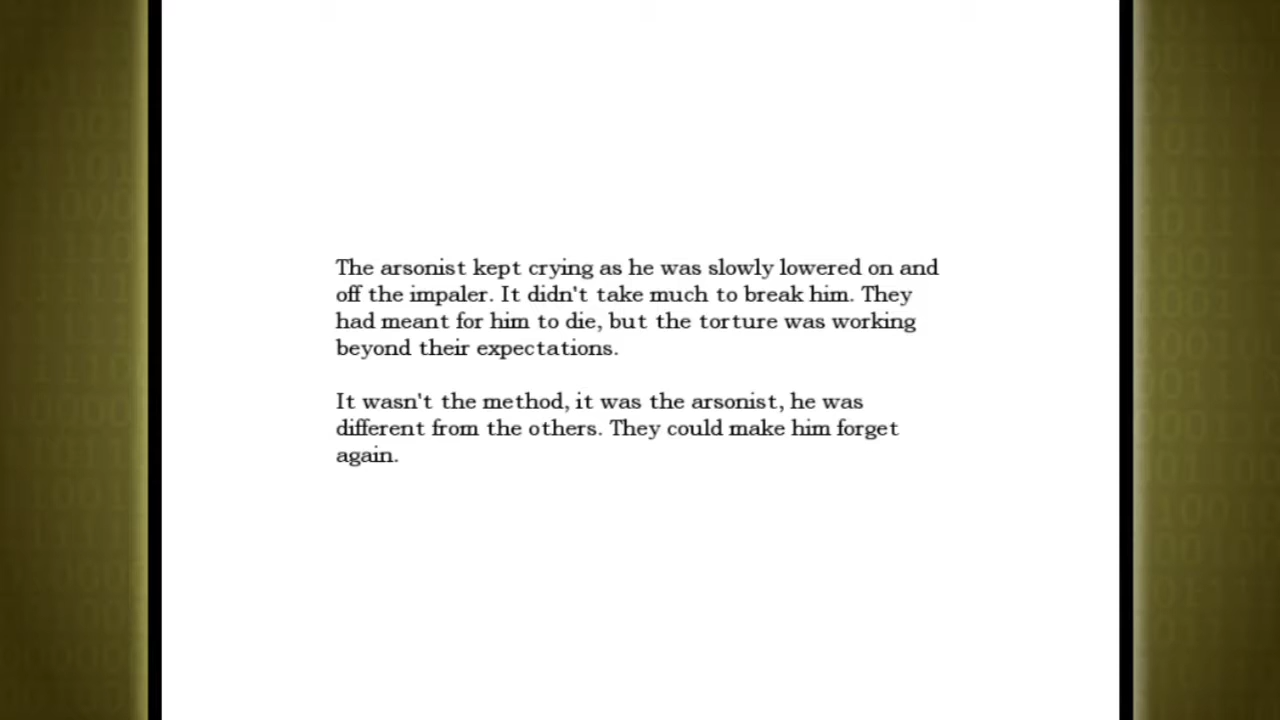 The arsonist kept crying as he was slowly lowered on and
off the impaler. It didn't take much to break him. They
had meant for him to die, but the torture was working
beyond their expectations.
It wasn't the method, it was the arsonist, he was
different from the others. They could make him forget
again.